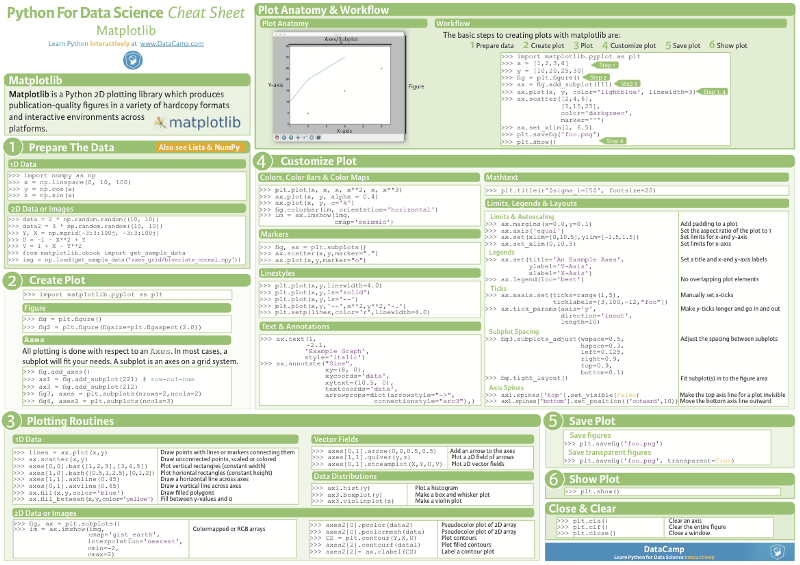 Python For Data Science Cheat Sheet
Matplotlib
Learn Python Interactively at www.DataCamp.com
Matplotlib
Matplotlib is a Python 2D plotting library which produces
publication-quality figures in a variety of hardcopy formats
and interactive environments across
platforms.
matplotlib
1 Prepare The Data
Also see Lists & NumPy
1D Data
>>> import numpy as np
>>> x = np.linspace(0, 10, 100)
>>> y = np.cos(x)
>>> z = np.sin(x)
2D Data or Images
>>> data = 2 * np.random.random((10, 10))
>>> data2 = 3 * np.random.random((10, 10))
>>> Y, X = np.mgrid[-3:3:100j, -3:3:100j]
>>> U = -1 - X**2 + Y
>>> V = 1 + X - Y**2
>>> from matplotlib.cbook import get_sample_data
>>> img = np.load(get_sample_data('axes_grid/bivariate_normal.npy'))
2 Create Plot
>>> import matplotlib.pyplot as plt
Figure
>>> fig = plt.figure()
>>> fig2 = plt.figure(figsize=plt.figaspect(2.0))
Axes
All plotting is done with respect to an Axes. In most cases, a
subplot will fit your needs. A subplot is an axes on a grid system.
>>> fig.add_axes()
>>> ax1 = fig.add_subplot(221) # row-col-num
>>> ax3 = fig.add_subplot(212)
>>> fig3, axes = plt.subplots(nrows=2,ncols=2)
>>> fig4, axes2 = plt.subplots(ncols=3)
Plot Anatomy & Workflow
Plot Anatomy
Axes/Subplot
Y-axis
Figure
X-axis
Workflow
The basic steps to creating plots with matplotlib are:
1 Prepare data 2 Create plot 3 Plot 4 Customize plot 5 Save plot 6 Show plot
>>> import matplotlib.pyplot as plt
>>> x = [1,2,3,4] Step 1
>>> y = [10,20,25,30]
>>> fig = plt.figure() Step 2
>>> ax = fig.add_subplot(111) Step 3
>>> ax.plot(x, y, color='lightblue', linewidth=3) Step 3, 4
>>> ax.scatter([2,4,6],
[5,15,25],
color='darkgreen',
marker='^')
>>> ax.set_xlim(1, 6.5)
>>> plt.savefig('foo.png')
>>> plt.show() Step 6
4 Customize Plot
Colors, Color Bars & Color Maps
>>> plt.plot(x, x, x, x**2, x, x**3)
>>> ax.plot(x, y, alpha = 0.4)
>>> ax.plot(x, y, c='k')
>>> fig.colorbar(im, orientation='horizontal')
>>> im = ax.imshow(img,
cmap='seismic')
Markers
>>> fig, ax = plt.subplots()
>>> ax.scatter(x,y,marker=".")
>>> ax.plot(x,y,marker="o")
Linestyles
>>> plt.plot(x,y,linewidth=4.0)
>>> plt.plot(x,y,ls='solid')
>>> plt.plot(x,y,ls='--')
>>> plt.plot(x,y,'--',x**2,y**2,'-.')
>>> plt.setp(lines,color='r',linewidth=4.0)
Text & Annotations
>>> ax.text(1,
-2.1,
'Example Graph',
style='italic')
>>> ax.annotate("Sine",
xy=(8, 0),
xycoords='data',
xytext=(10.5, 0),
textcoords='data',
arrowprops=dict(arrowstyle="->",
connectionstyle="arc3"),)
Mathtext
>>> plt.title(r'$sigma_i=15$', fontsize=20)
Limits, Legends & Layouts
Limits & Autoscaling
>>> ax.margins(x=0.0,y=0.1) Add padding to a plot
>>> ax.axis('equal') Set the aspect ratio of the plot to 1
>>> ax.set(xlim=[0,10.5],ylim=[-1.5,1.5]) Set limits for x-and y-axis
>>> ax.set_xlim(0,10.5) Set limits for x-axis
Legends
>>> ax.set(title='An Example Axes', Set a title and x-and y-axis labels
ylabel='Y-Axis',
xlabel='X-Axis')
>>> ax.legend(loc='best') No overlapping plot elements
Ticks
>>> ax.xaxis.set(ticks=range(1,5), Manually set x-ticks
ticklabels=[3,100,-12,"foo"])
>>> ax.tick_params(axis='y', Make y-ticks longer and go in and out
direction='inout',
length=10)
Subplot Spacing
>>> fig3.subplots_adjust(wspace=0.5, Adjust the spacing between subplots
hspace=0.3,
left=0.125,
right=0.9,
top=0.9,
bottom=0.1)
>>> fig.tight_layout() Fit subplot(s) in to the figure area
Axis Spines
>>> ax1.spines['top'].set_visible(False) Make the top axis line for a plot invisible
>>> ax1.spines['bottom'].set_position(('outward',10)) Move the bottom axis line outward
3 Plotting Routines
1D Data
>>> lines = ax.plot(x,y) Draw points with lines or markers connecting them
>>> ax.scatter(x,y) Draw unconnected points, scaled or colored
>>> axes[0,0].bar([1,2,3],[3,4,5]) Plot vertical rectangles (constant width)
>>> axes[1,0].barh([0.5,1,2.5],[0,1,2]) Plot horizontal rectangles (constant height)
>>> axes[1,1].axhline(0.45) Draw a horizontal line across axes
>>> axes[0,1].axvline(0.65) Draw a vertical line across axes
>>> ax.fill(x,y,color='blue') Draw filled polygons
>>> ax.fill_between(x,y,color='yellow') Fill between y-values and 0
2D Data or Images
>>> fig, ax = plt.subplots()
>>> im = ax.imshow(img, Colormapped or RGB arrays
cmap='gist_earth',
interpolation='nearest',
vmin=-2,
vmax=2)
Vector Fields
>>> axes[0,1].arrow(0,0,0.5,0.5) Add an arrow to the axes
>>> axes[1,1].quiver(y,z) Plot a 2D field of arrows
>>> axes[0,1].streamplot(X,Y,U,V) Plot 2D vector fields
Data Distributions
>>> ax1.hist(y) Plot a histogram
>>> ax3.boxplot(y) Make a box and whisker plot
>>> ax3.violinplot(z) Make a violin plot
>>> axes2[0].pcolor(data2) Pseudocolor plot of 2D array
>>> axes2[0].pcolormesh(data) Pseudocolor plot of 2D array
>>> CS = plt.contour(Y,X,U) Plot contours
>>> axes2[2].contourf(data1) Plot filled contours
>>> axes2[2]= ax.clabel(CS) Label a contour plot
5 Save Plot
Save figures
>>> plt.savefig('foo.png')
Save transparent figures
>>> plt.savefig('foo.png', transparent=True)
6 Show Plot
>>> plt.show()
Close & Clear
>>> plt.cla() Clear an axis
>>> plt.clf() Clear the entire figure
>>> plt.close() Close a window
DataCamp
Learn Python for Data Science Interactively